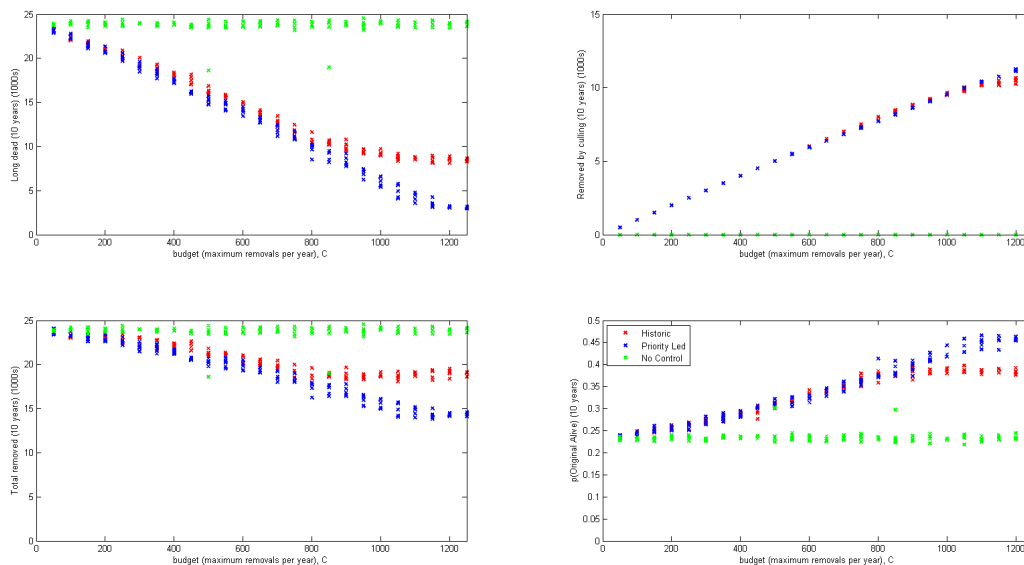 25
20
15
10
5
0
Long dead (10 years) (1000s)
0 200 400 600 800 1000 1200
budget (maximum removals per year), C
15
10
5
0
Removed by culling (10 years) (1000s)
0 200 400 600 800 1000 1200
budget (maximum removals per year), C
25
20
15
10
5
0
Total removed (10 years) (1000s)
0 200 400 600 800 1000 1200
budget (maximum removals per year), C
0.5
0.45
0.4
0.35
0.3
0.25
0.2
0.15
0.1
0.05
0
p(Original Alive) (10 years)
Historic
Priority Led
No Control
0 200 400 600 800 1000 1200
budget (maximum removals per year), C